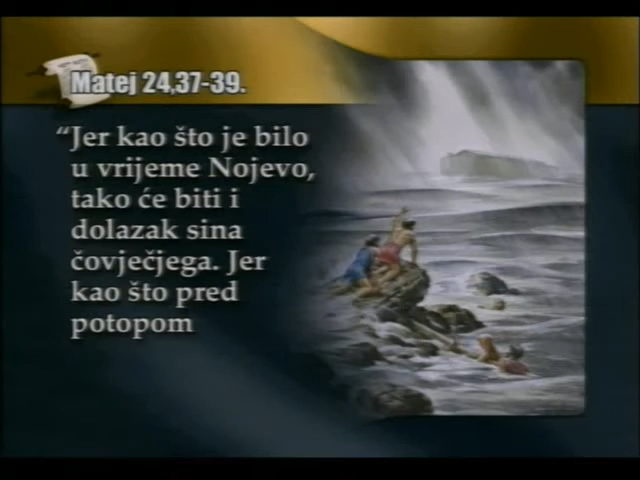 Matej 24,37-39.
“Jer kao što je bilo
u vrijeme Nojevo,
tako će biti i
dolazak sina
čovječjega. Jer
kao što pred
potopom